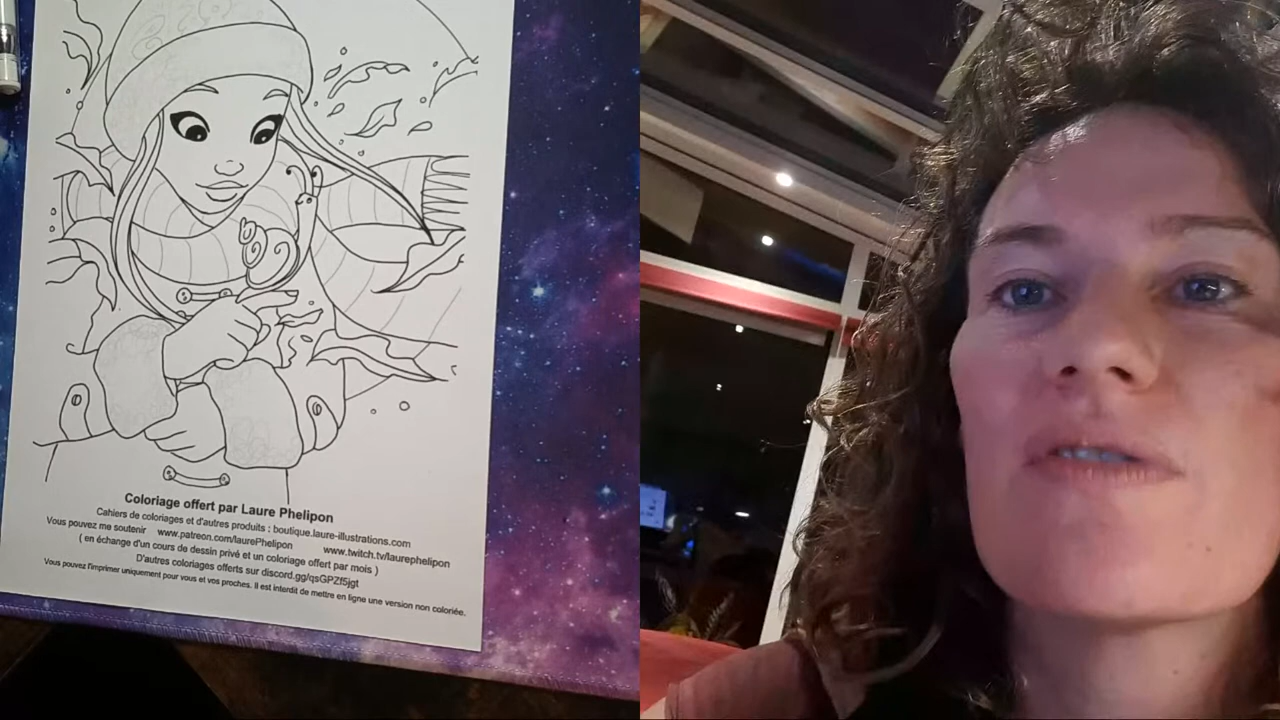 Coloriage offert par Laure Phelipon
Cahiers de coloriages et d'autres produits : boutique.laure-illustrations.com
Vous pouvez me soutenir www.patreon.com/laurePhelipon www.twitch.tv/laurephelipon
( en échange d'un cours de dessin privé et un coloriage offert par mois )
D'autres coloriages offerts sur discord.gg/qsGPZf5jgt
Vous pouvez l'imprimer uniquement pour vous et vos proches. Il est interdit de mettre en ligne une version non coloriée.